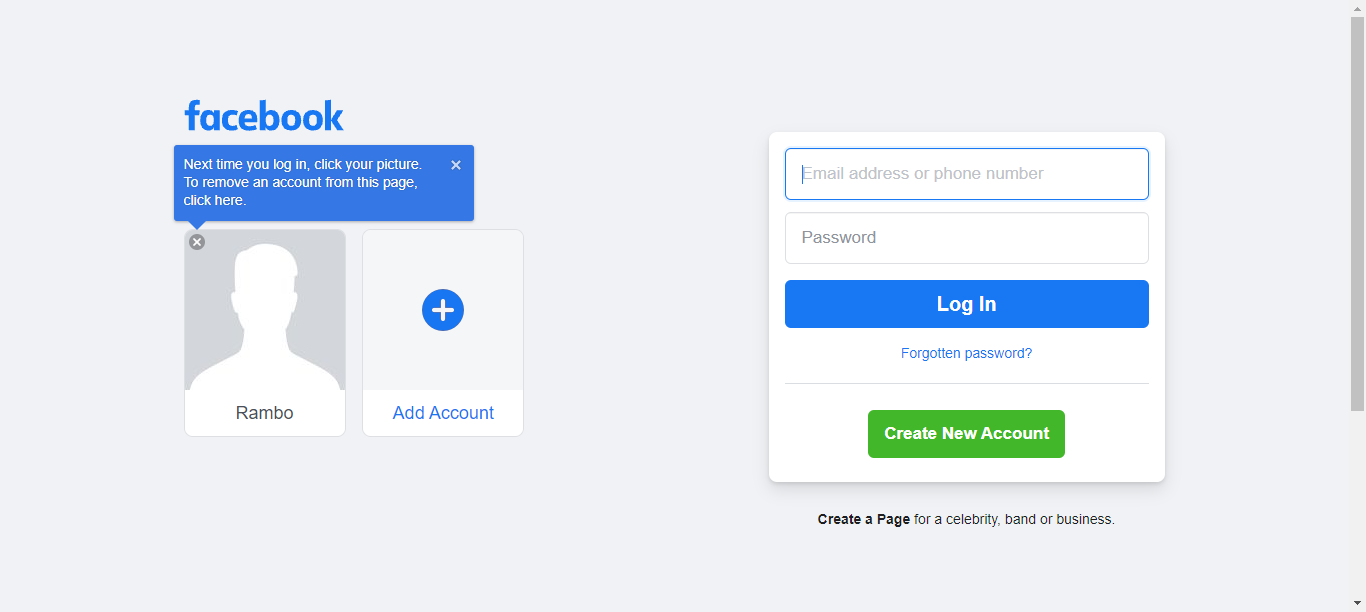 facebook
Next time you log in, click your picture.
To remove an account from this page,
click here.
Rambo
Add Account
Email address or phone number
Password
Log In
Forgotten password?
Create New Account
Create a Page for a celebrity, band or business.